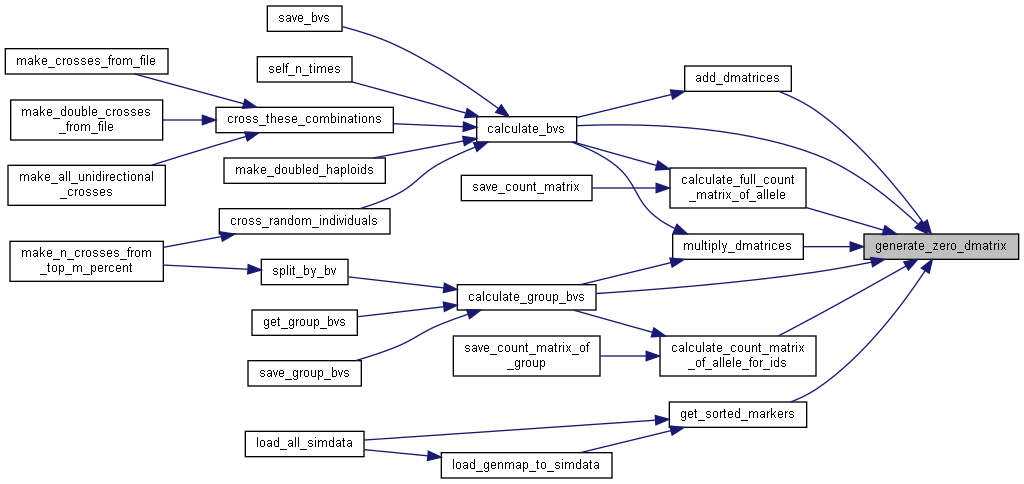 save_bvs
make_crosses_from_file
self_n_times
add_dmatrices
make_double_crosses
_from_file
cross_these_combinations
calculate_bvs
make_all_unidirectional
_crosses
make_doubled_haploids
save_count_matrix
calculate_full_count
_matrix_of_allele
cross_random_individuals
make_n_crosses_from
_top_m_percent
split_by_bv
multiply_dmatrices
generate_zero_dmatrix
calculate_group_bvs
get_group_bvs
save_group_bvs
save_count_matrix_of
_group
calculate_count_matrix
_of_allele_for_ids
get_sorted_markers
load_all_simdata
load_genmap_to_simdata